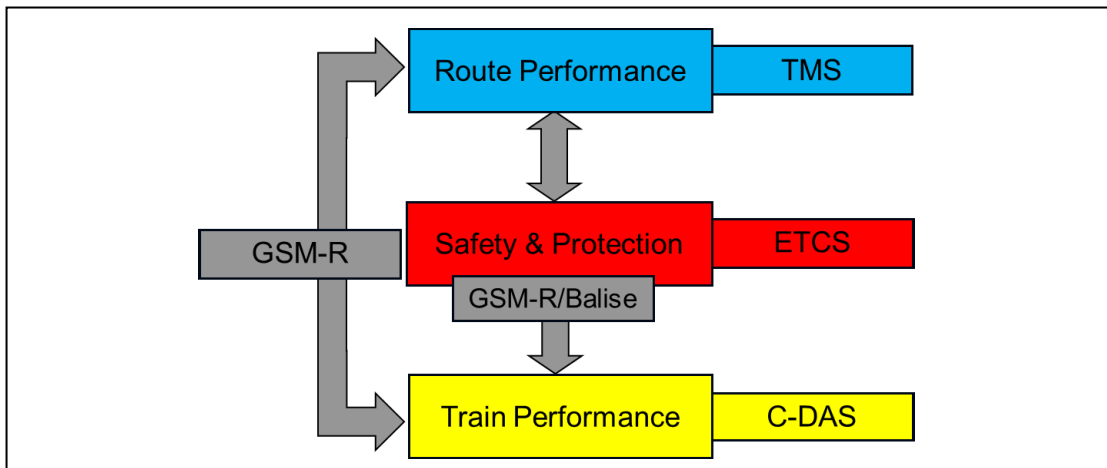 Route Performance
TMS
GSM-R
Safety & Protection
ETCS
GSM-R/Balise
Train Performance
C-DAS